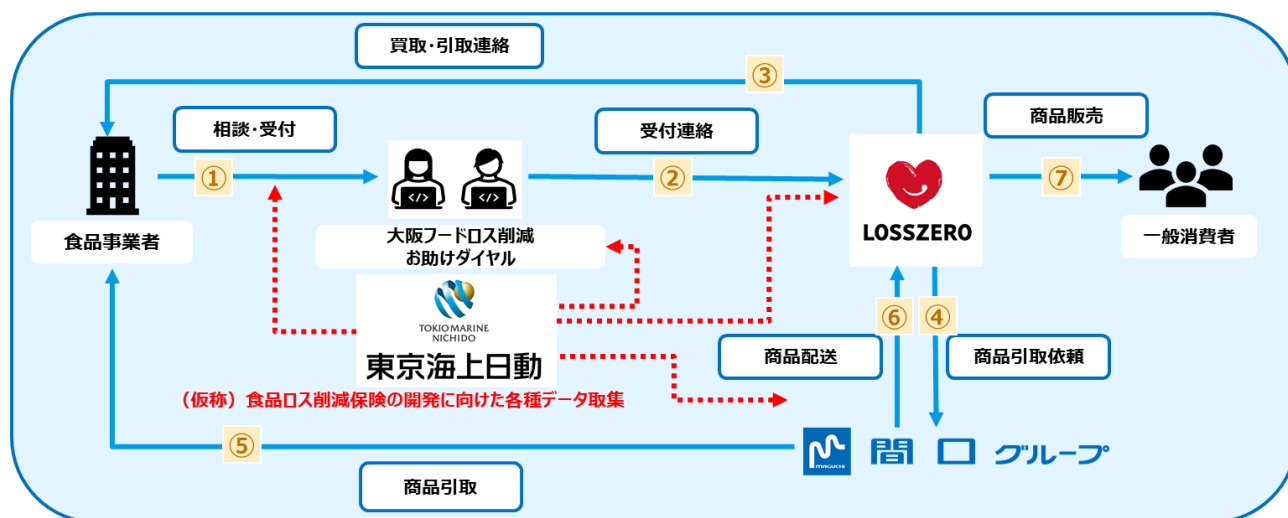 買取・引取連絡
③
相談・受付
受付連絡
商品販売
①
②
⑦
</>
</>
LOSSZERO
食品事業者
大阪フードロス削減
お助けダイヤル
一般消費者
TOKIO MARINE
NICHIDO
東京海上日動
⑥
④
商品配送
商品引取依頼
（仮称）食品ロス削減保険の開発に向けた各種データ収集
⑤
MAGUCHI
間口グループ
商品引取